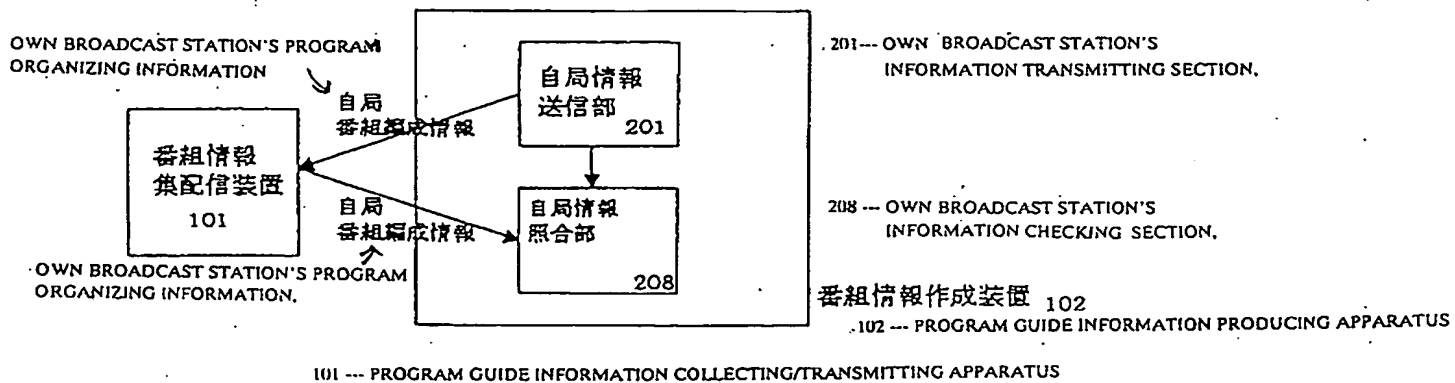 OWN BROADCAST STATION'S PROGRAM
ORGANIZING INFORMATION
自局
番組編成情報
番組情報
集配信装置
101
自局
番組編成情報
OWN BROADCAST STATION'S PROGRAM
ORGANIZING INFORMATION.
自局情報
送信部
201
自局情報
照合部
208
201--- OWN BROADCAST STATION'S
INFORMATION TRANSMITTING SECTION.
208 --- OWN BROADCAST STATION'S
INFORMATION CHECKING SECTION.
番組情報作成装置 102
102 --- PROGRAM GUIDE INFORMATION PRODUCING APPARATUS
101 --- PROGRAM GUIDE INFORMATION COLLECTING/TRANSMITTING APPARATUS